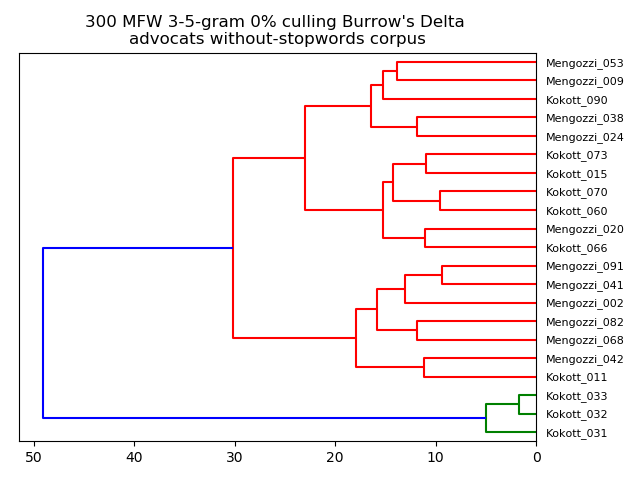 300 MFW 3-5-gram 0% culling Burrow's Delta
advocats without-stopwords corpus
Mengozzi_053
Mengozzi_009
Kokott_090
Mengozzi_038
Mengozzi_024
Kokott_073
Kokott_015
Kokott_070
Kokott_060
Mengozzi_020
Kokott_066
Mengozzi_091
Mengozzi_041
Mengozzi_002
Mengozzi_082
Mengozzi_068
Mengozzi_042
Kokott_011
Kokott_033
Kokott_032
Kokott_031
50 40 30 20 10 0